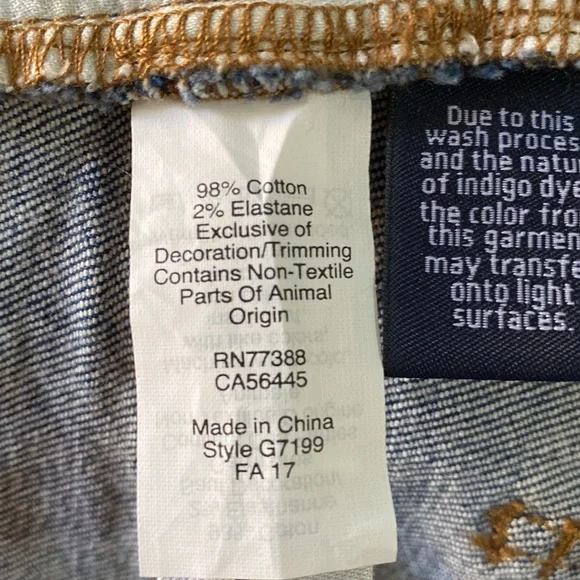 98% Cotton
2% Elastane
Exclusive of
Decoration/Trimming
Contains Non-Textile
Parts Of Animal
Origin
RN77388
CA56445
Made in China
Style G7199
FA 17
Due to this
wash proces
and the natu
of indigo dye
the color fro
this garmen
may transfe
onto light
surfaces.